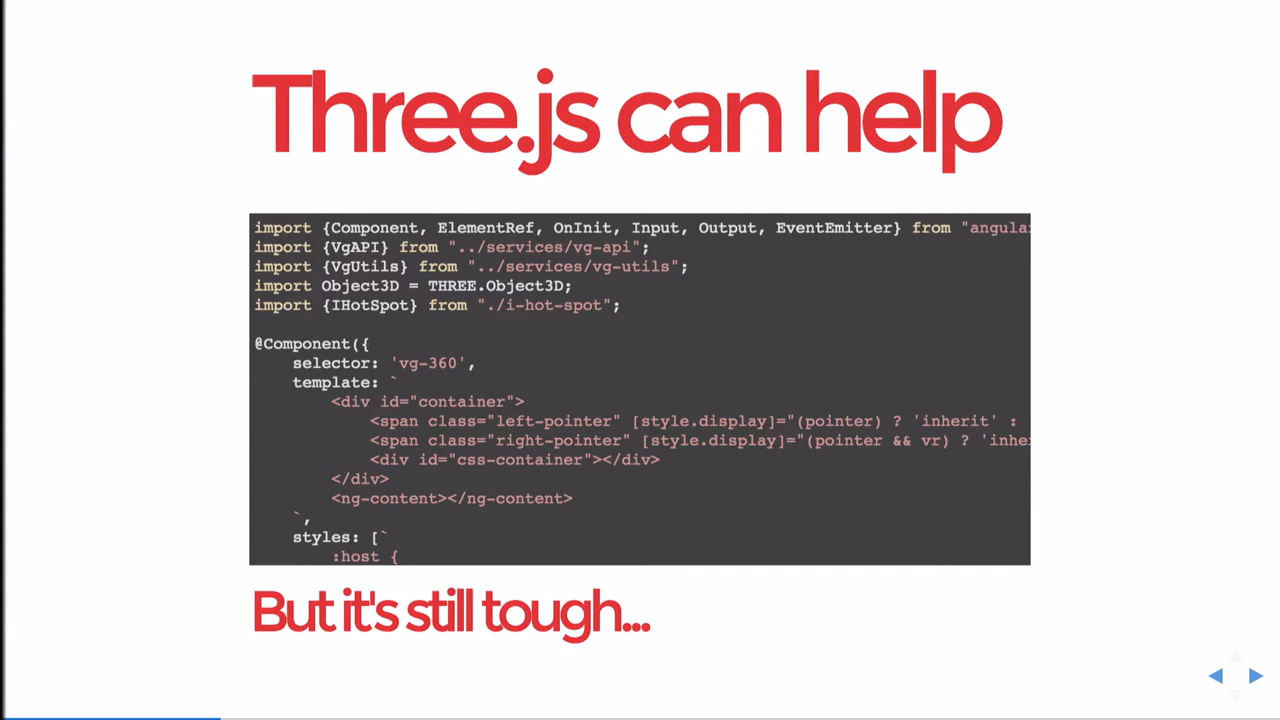 Three.js can help
import {Component, ElementRef, OnInit, Input, Output, EventEmitter} from "angular
import {VgAPI} from "../services/vg-api";
import {VgUtils} from "../services/vg-utils";
import Object3D = THREE.Object3D;
import {IHotSpot} from "./i-hot-spot";
@Component({
    selector: 'vg-360',
    template: `
        <div id="container">
            <span class="left-pointer" [style.display]="(pointer) ? 'inherit' :
            <span class="right-pointer" [style.display]="(pointer && vr) ? 'inhe
            <div id="css-container"></div>
        </div>
        <ng-content></ng-content>
    `,
    styles: [`
        :host {
But it's still tough...